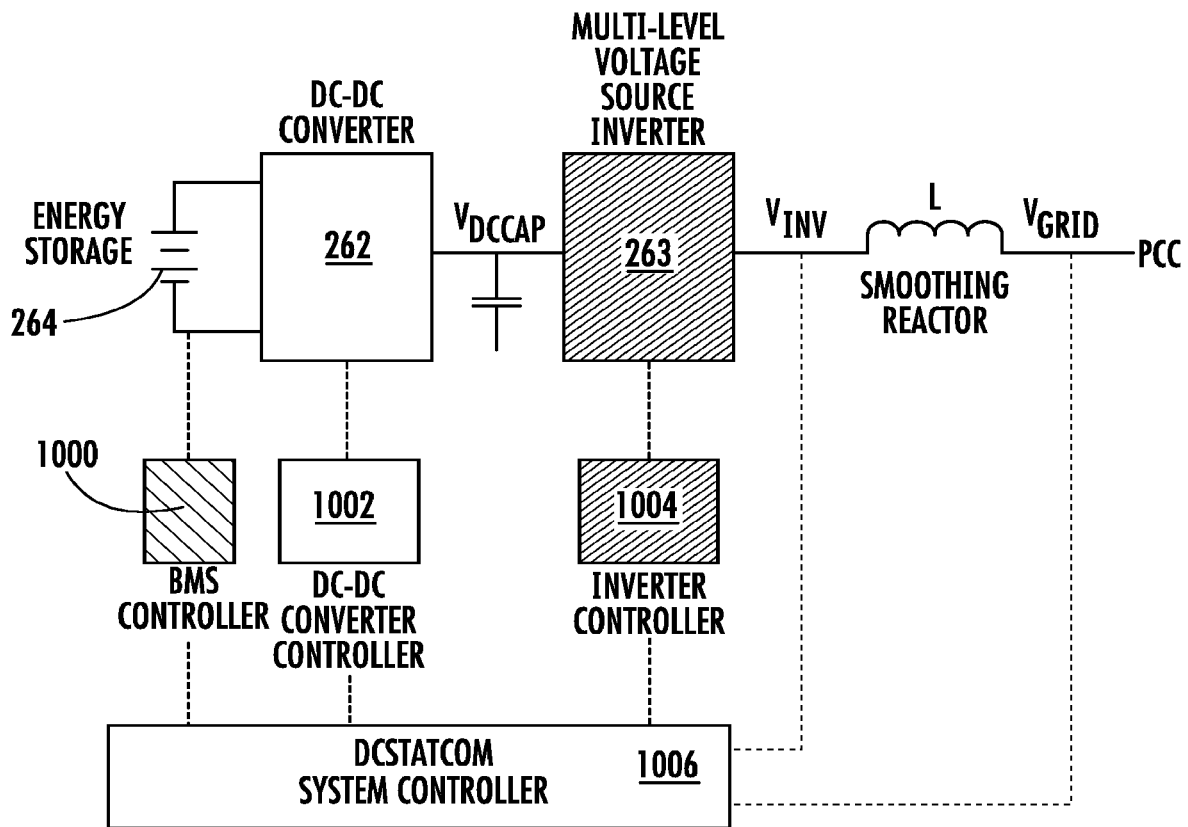 MULTI-LEVEL
VOLTAGE
SOURCE
INVERTER
DC-DC
CONVERTER
ENERGY
STORAGE
264
262
VDCCAP
263
VINV
L
SMOOTHING
REACTOR
VGRID
PCC
1000
BMS
CONTROLLER
1002
DC-DC
CONVERTER
CONTROLLER
1004
INVERTER
CONTROLLER
DCSTATCOM
SYSTEM CONTROLLER
1006